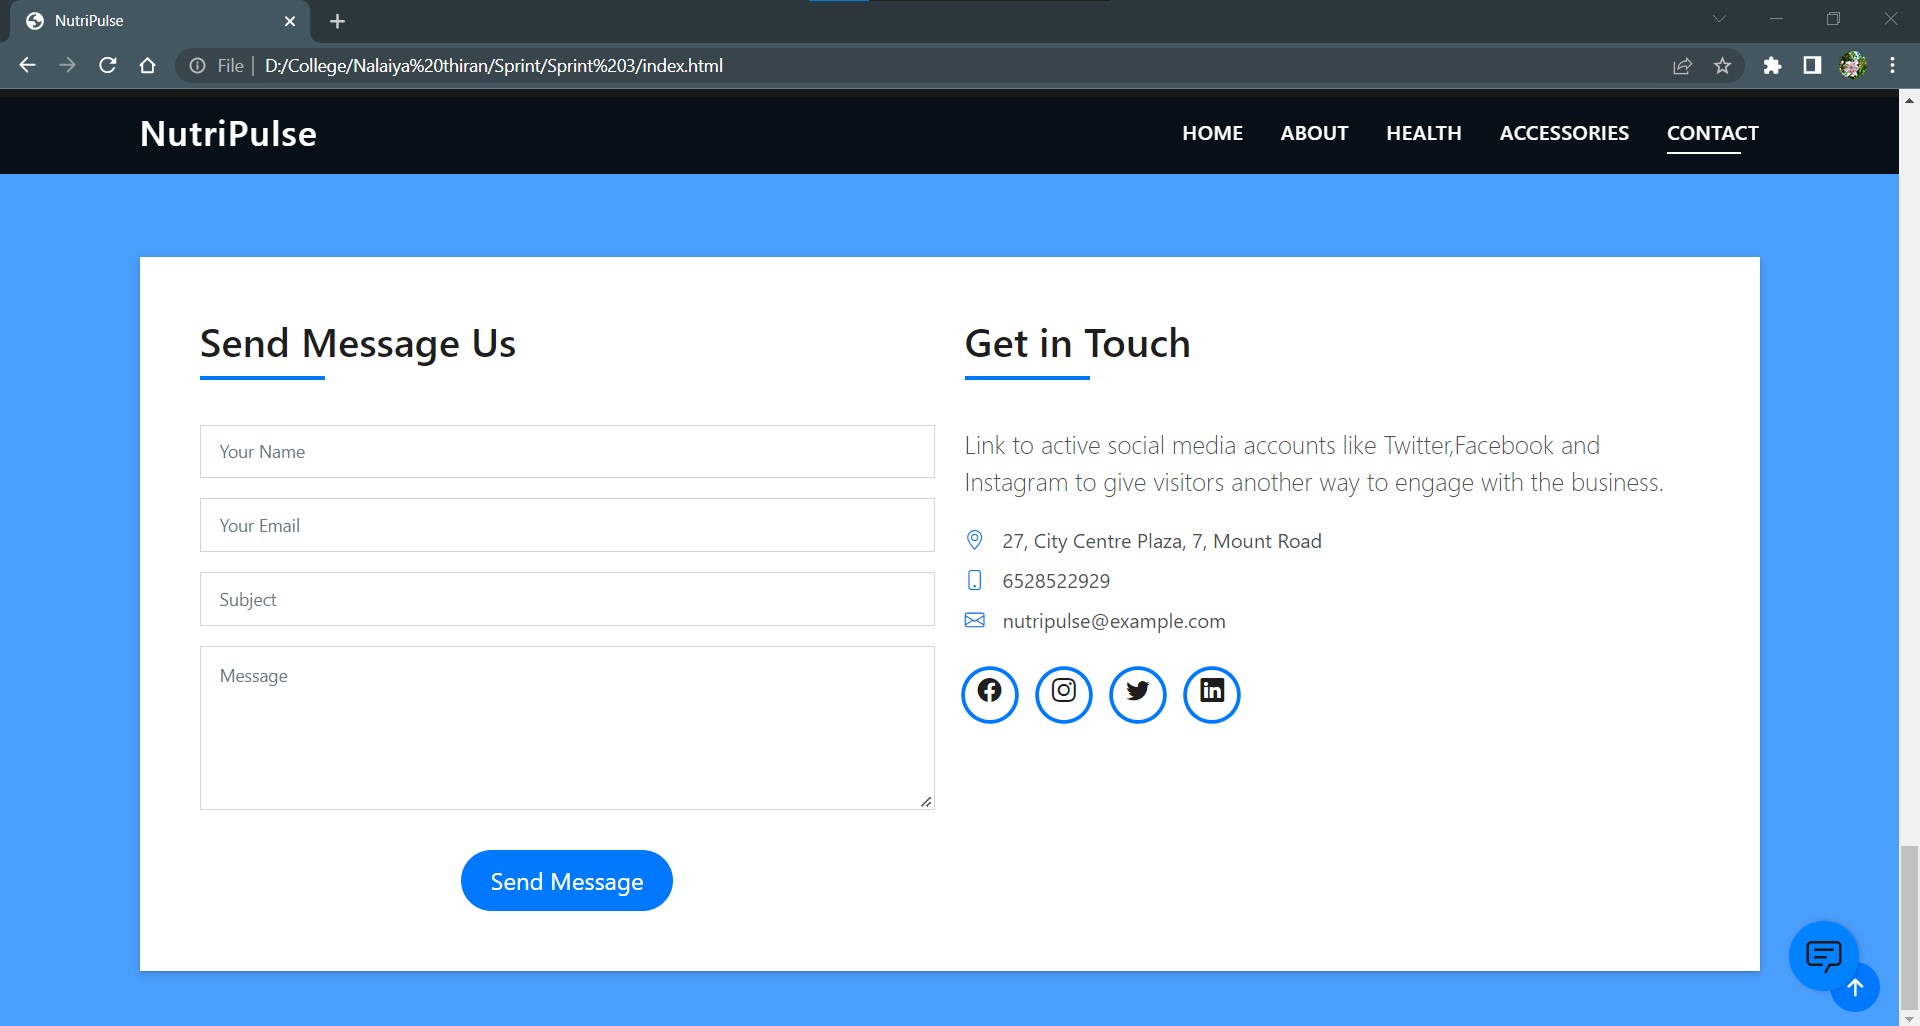 NutriPulse
File
D:/College/Nalaiya%20thiran/Sprint/Sprint%203/index.html
NutriPulse
HOME ABOUT HEALTH ACCESSORIES CONTACT
Send Message Us
Your Name
Your Email
Subject
Message
Send Message
Get in Touch
Link to active social media accounts like Twitter,Facebook and
Instagram to give visitors another way to engage with the business.
27, City Centre Plaza, 7, Mount Road
6528522929
nutripulse@example.com